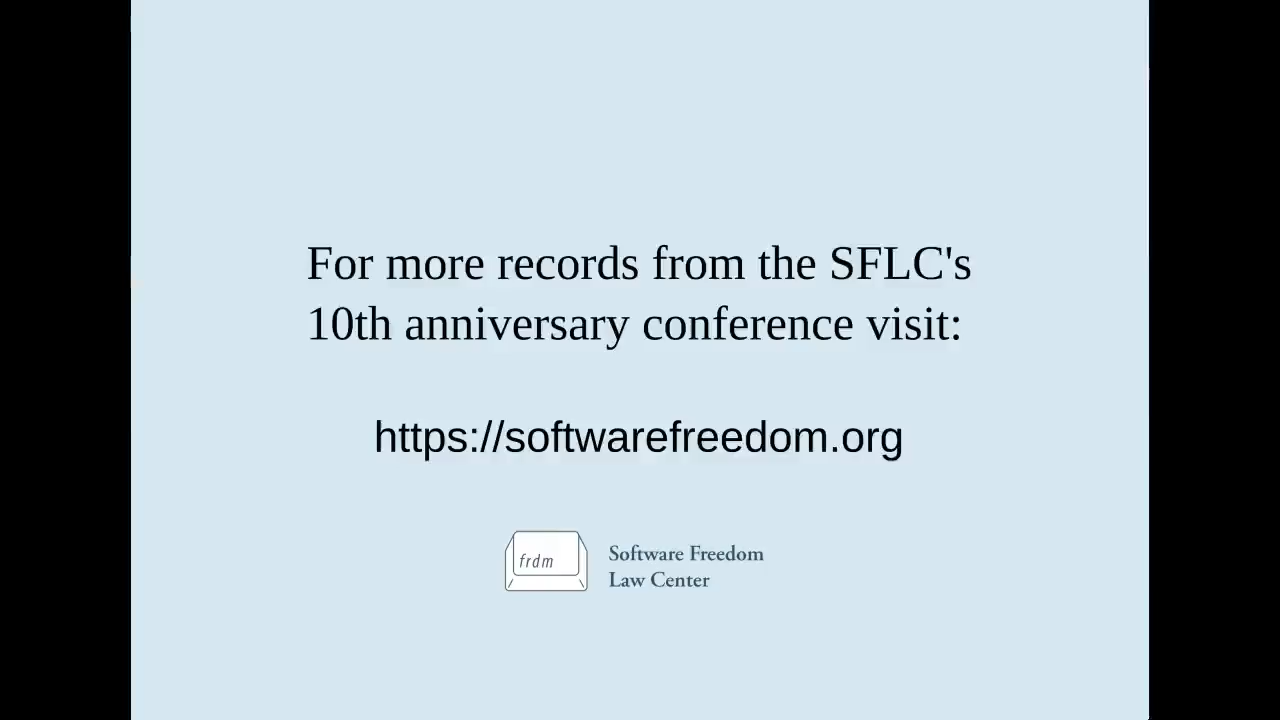 For more records from the SFLC's
10th anniversary conference visit:
https://softwarefreedom.org
frdm
Software Freedom
Law Center